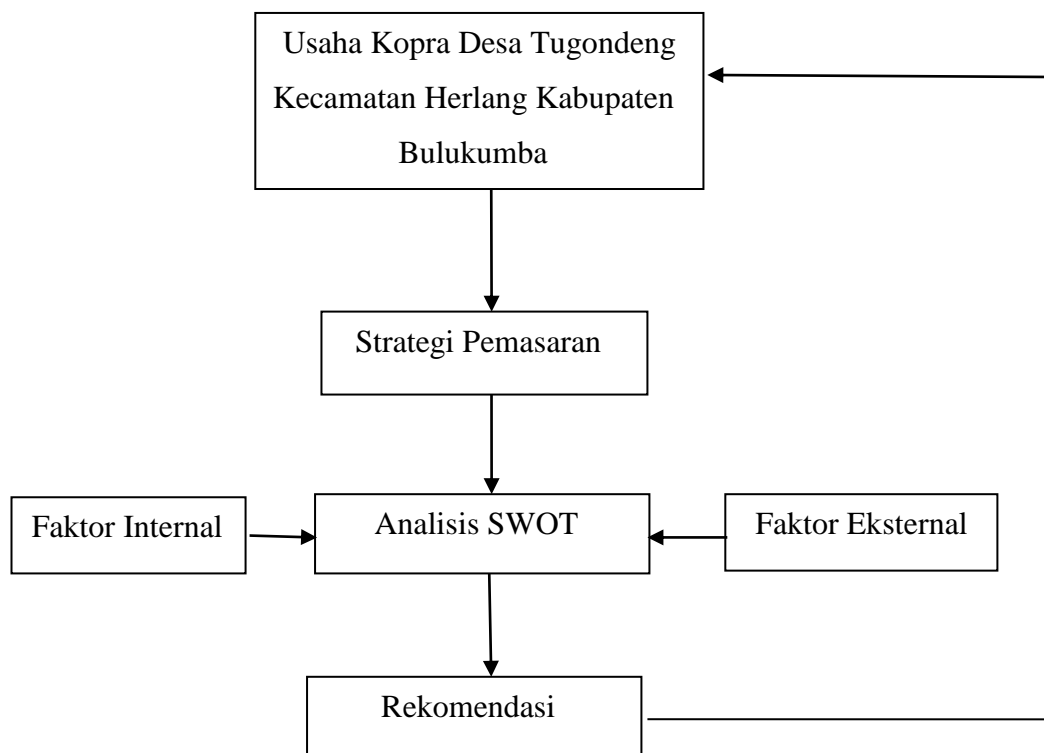 Usaha Kopra Desa Tugondeng
Kecamatan Herlang Kabupaten
Bulukumba
Strategi Pemasaran
Faktor Internal
Analisis SWOT
Faktor Eksternal
Rekomendasi